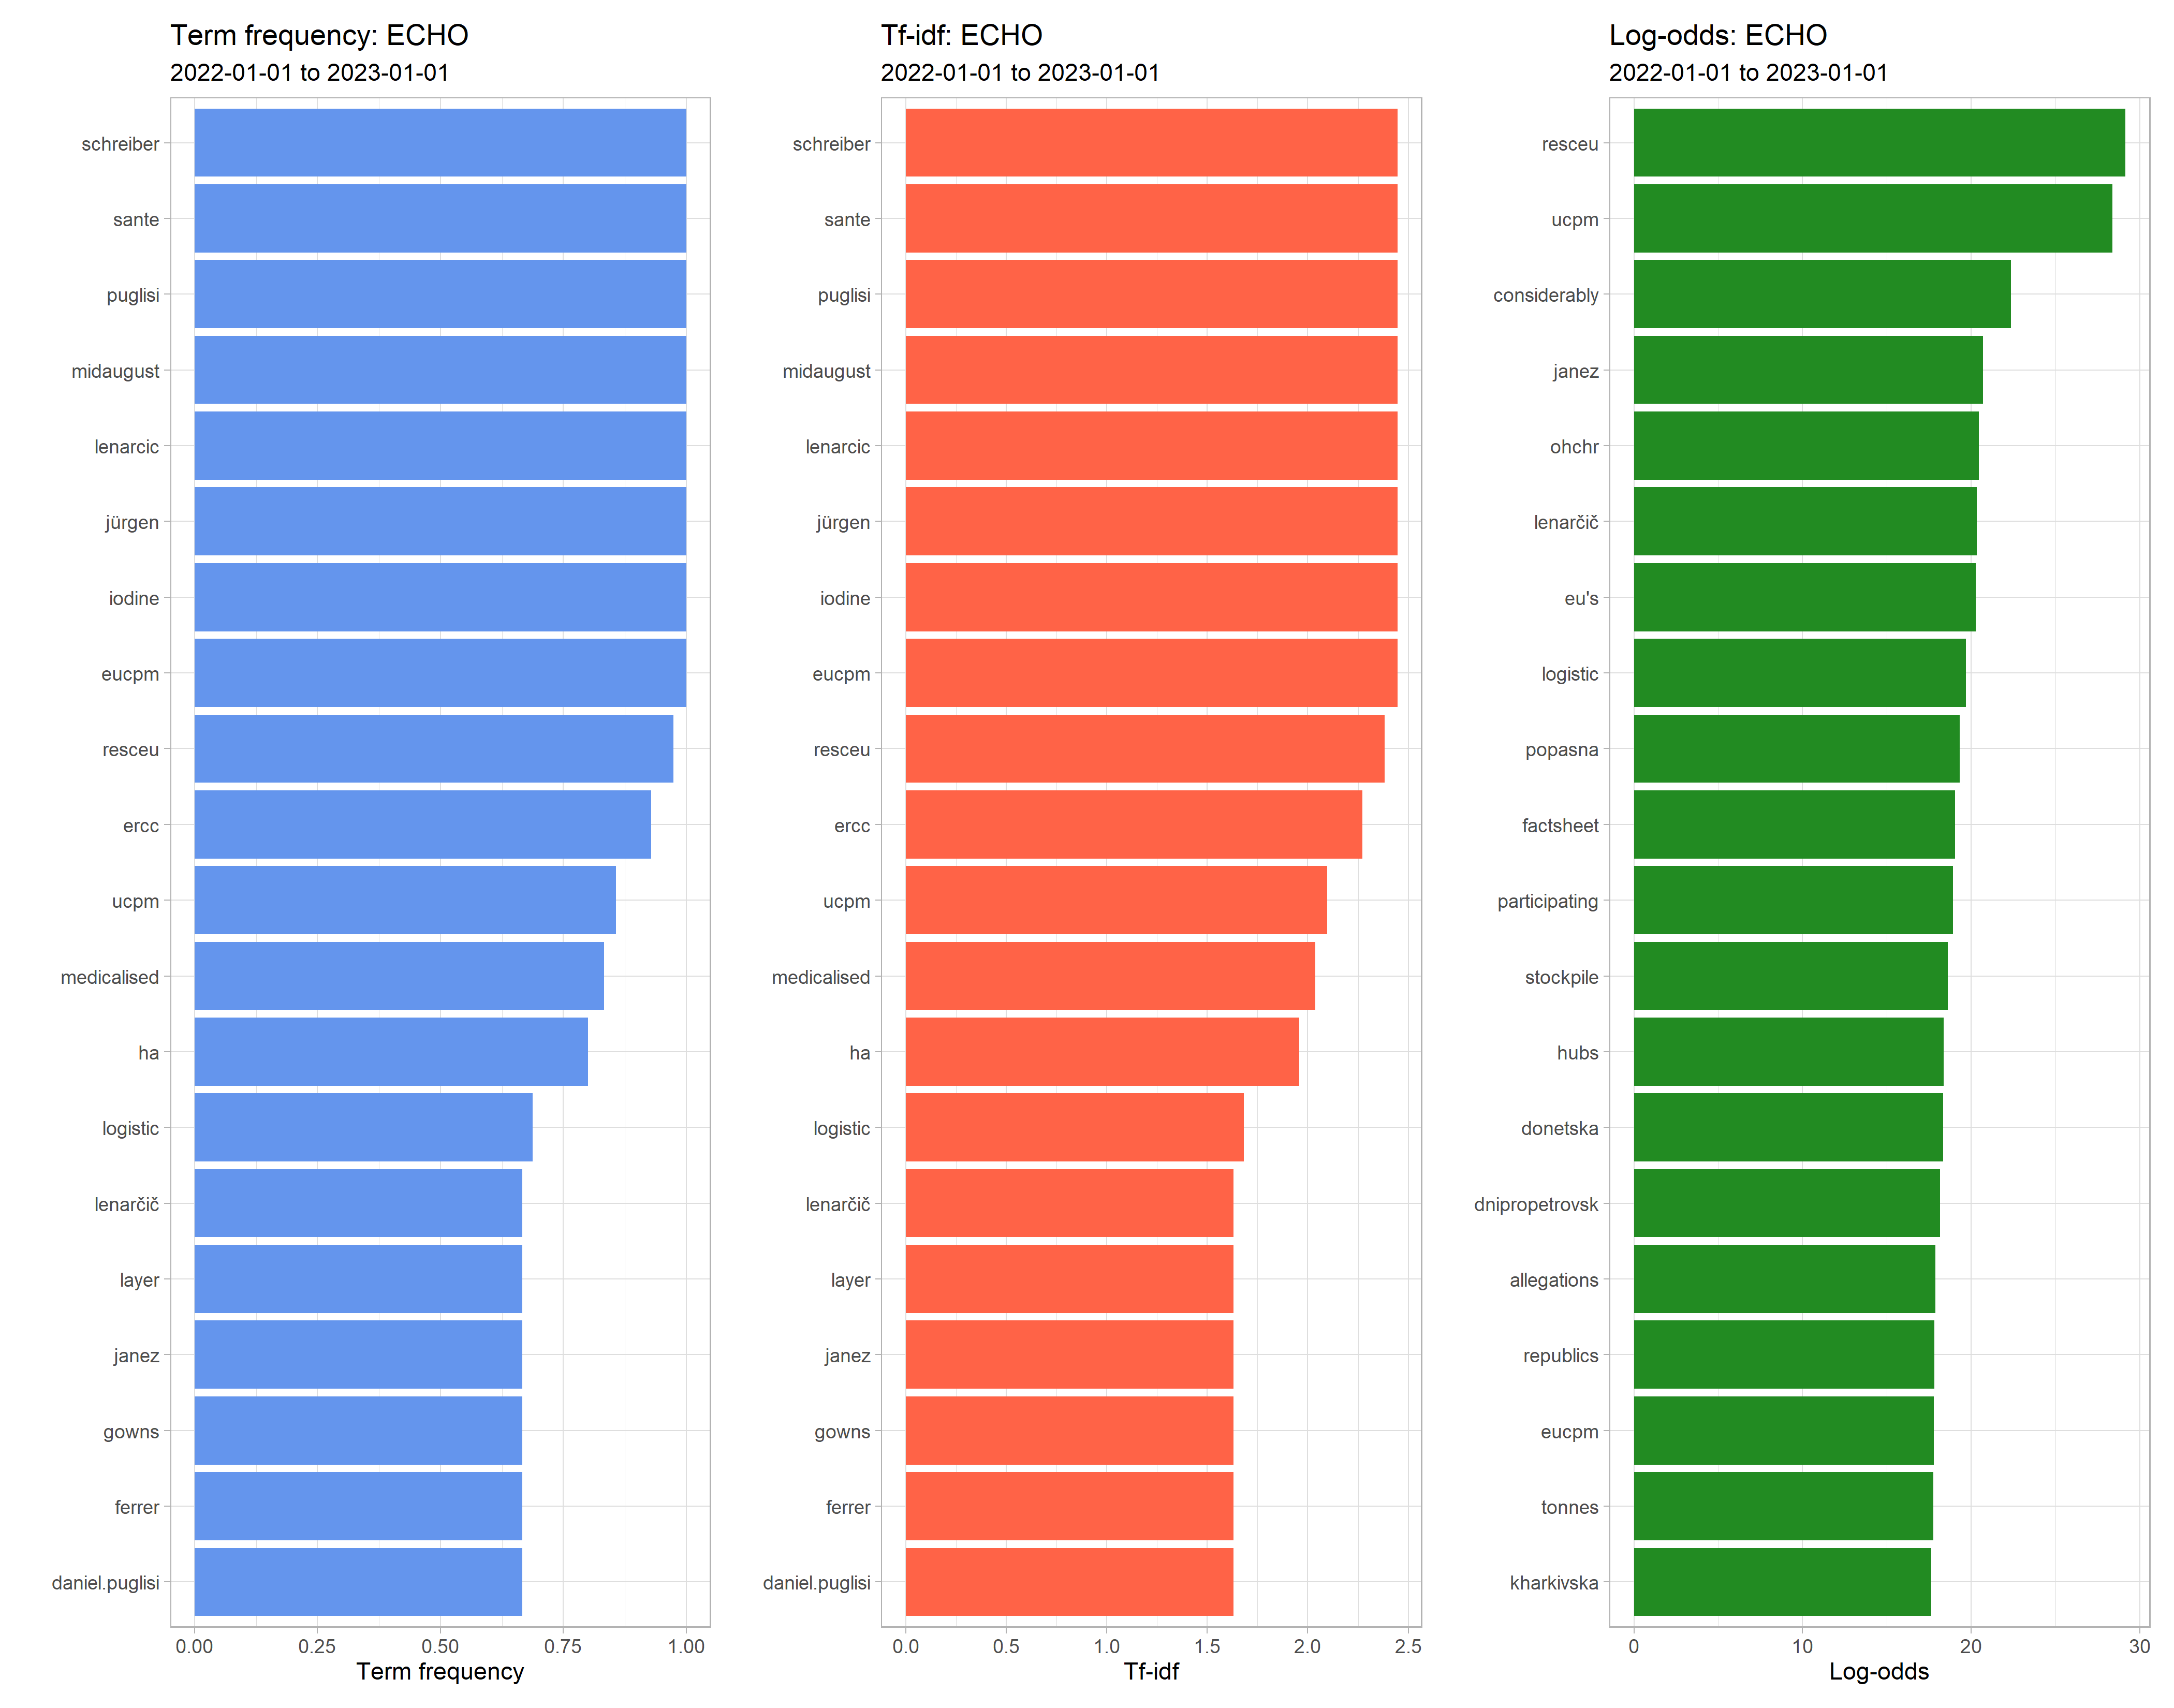 Term frequency: ECHO
2022-01-01 to 2023-01-01
schreiber
sante
puglisi
midaugust
lenarcic
jürgen
iodine
eucpm
resceu
ercc
ucpm
medicalised
ha
logistic
lenarčič
layer
janez
gowns
ferrer
daniel.puglisi
0.00 0.25 0.50 0.75 1.00
Term frequency
Tf-idf: ECHO
2022-01-01 to 2023-01-01
schreiber
sante
puglisi
midaugust
lenarcic
jürgen
iodine
eucpm
resceu
ercc
ucpm
medicalised
ha
logistic
lenarčič
layer
janez
gowns
ferrer
daniel.puglisi
0.0 0.5 1.0 1.5 2.0 2.5
Tf-idf
Log-odds: ECHO
2022-01-01 to 2023-01-01
resceu
ucpm
considerably
janez
ohchr
lenarčič
eu's
logistic
popasna
factsheet
participating
stockpile
hubs
donetska
dnipropetrovsk
allegations
republics
eucpm
tonnes
kharkivska
0 10 20 30
Log-odds